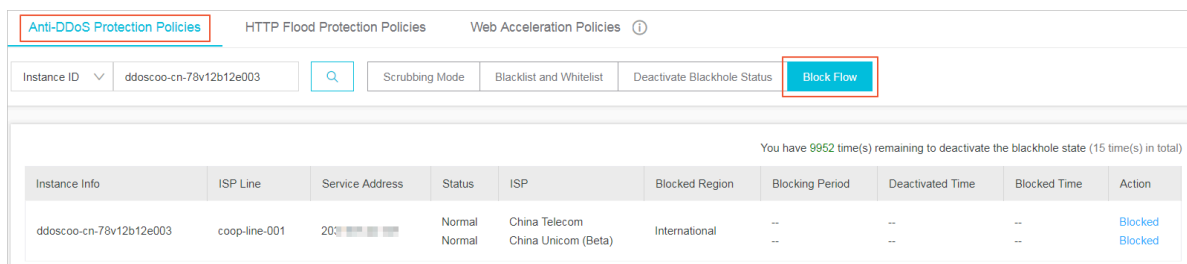 Anti-DDoS Protection Policies HTTP Flood Protection Policies Web Acceleration Policies
Instance ID ddoscoo-cn-78v12b12e003 Scrubbing Mode Blacklist and Whitelist Deactivate Blackhole Status Block Flow
You have 9952 time(s) remaining to deactivate the blackhole state (15 time(s) in total)
Instance Info ISP Line Service Address Status ISP Blocked Region Blocking Period Deactivated Time Blocked Time Action
ddoscoo-cn-78v12b12e003 coop-line-001 203 Normal China Telecom International -- -- -- Blocked
Normal China Unicom (Beta) -- -- -- Blocked